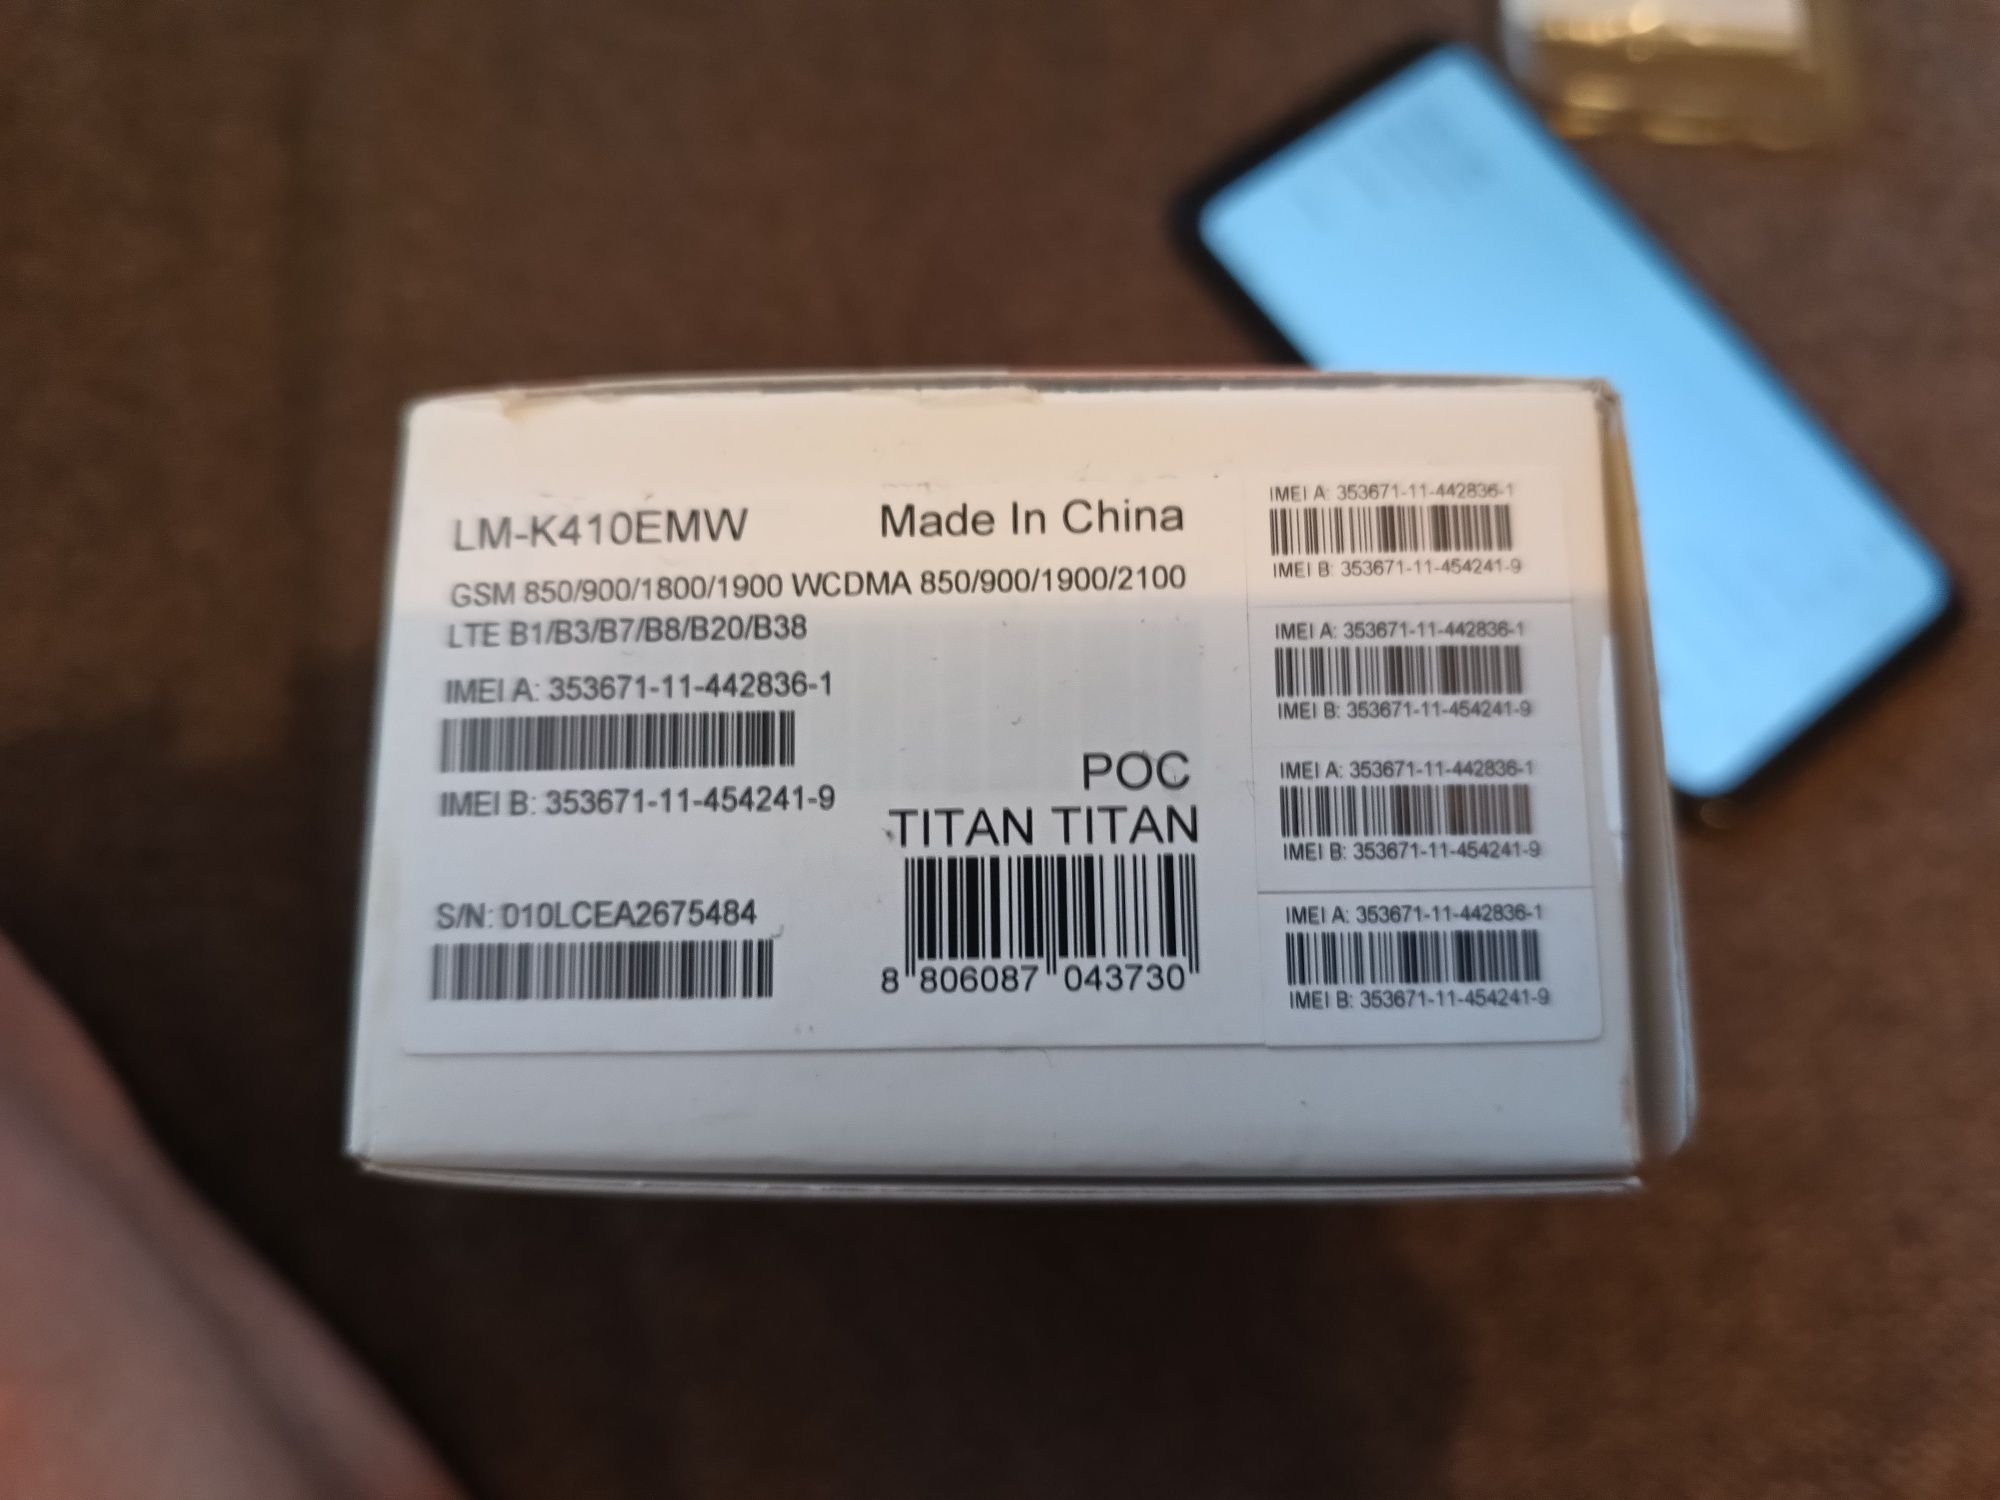 LM-K410EMW
Made In China
GSM 850/900/1800/1900 WCDMA 850/900/1900/2100
LTE B1/B3/B7/B8/B20/B38
IMEI A: 353671-11-442836-1
IMEI B: 353671-11-454241-9
S/N: 010LCEA2675484
POC
TITAN TITAN
8 806087 043730
IMEI A: 353671-11-442836-1
IMEI B: 353671-11-454241-9
IMEI A: 353671-11-442836-1
IMEI B: 353671-11-454241-9
IMEI A: 353671-11-442836-1
IMEI B: 353671-11-454241-9
IMEI A: 353671-11-442836-1
IMEI B: 353671-11-454241-9